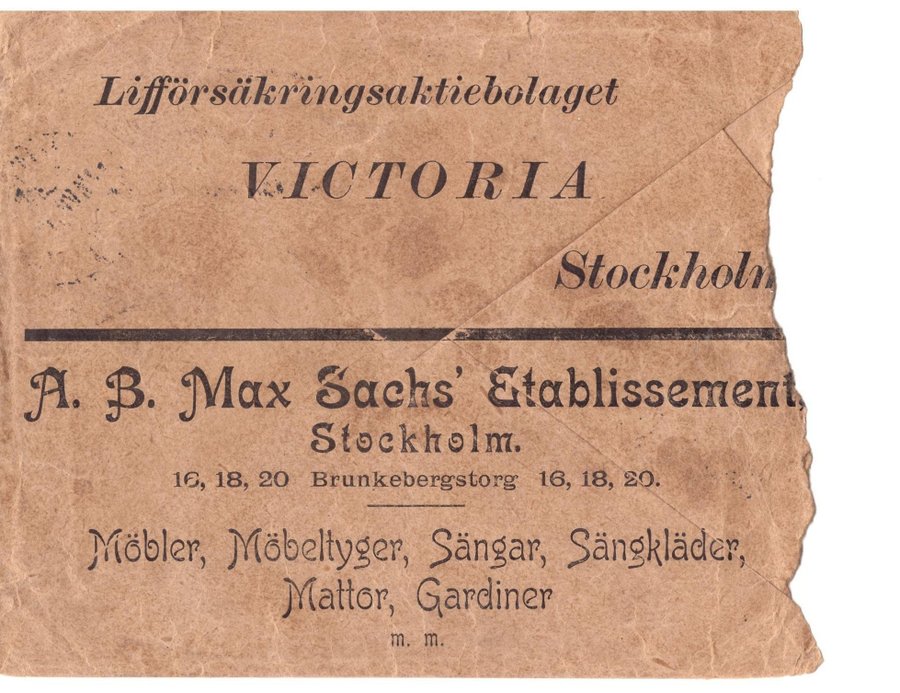 Lifförsäkringsaktiebolaget
VICTORIA
Stockholm
A. B. Max Sachs' Etablissement,
Stockholm.
16, 18, 20 Brunkebergstorg 16, 18, 20.
Möbler, Möbeltyger, Sängar, Sängkläder,
Mattor, Gardiner
m. m.